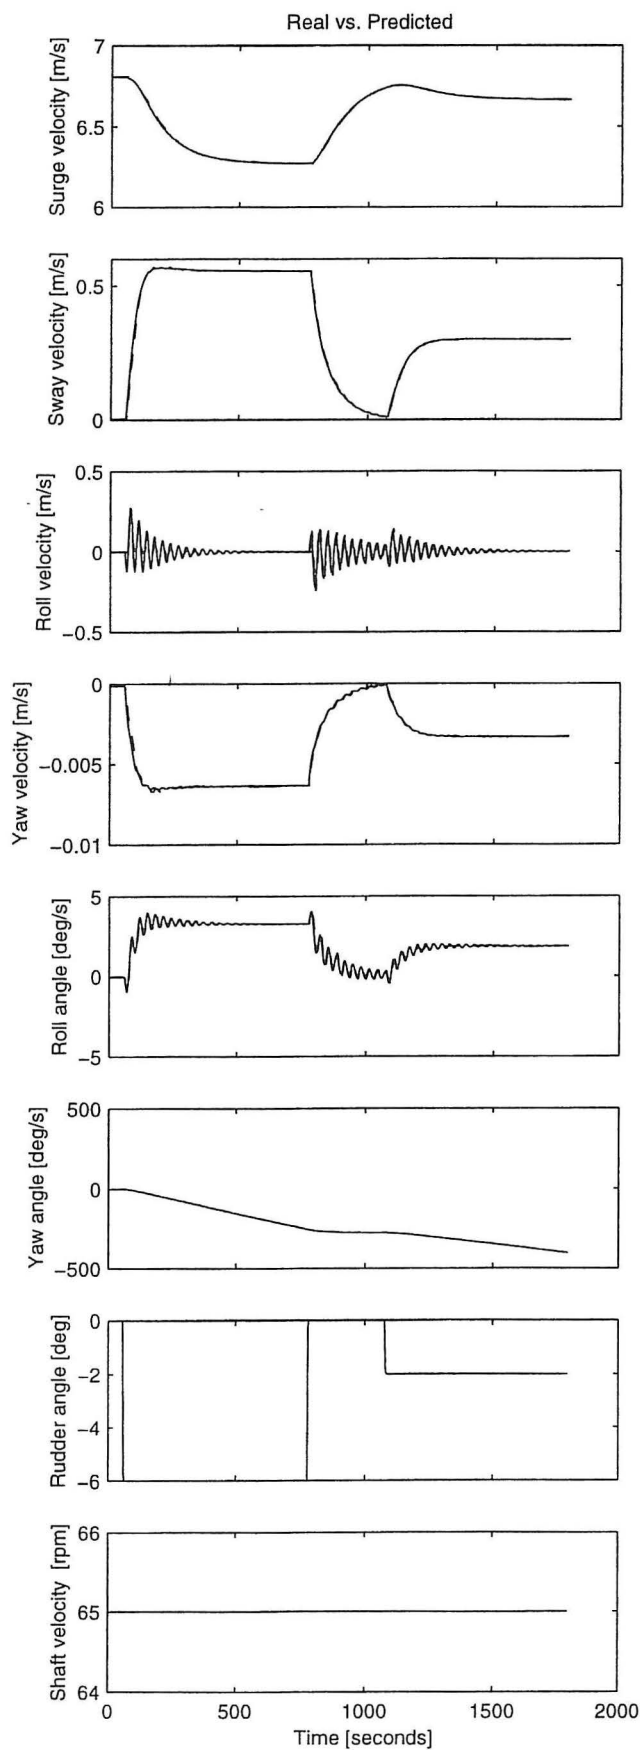 Real vs. Predicted
7
6.5
6
Surge velocity [m/s]
0.5
0
Sway velocity [m/s]
0.5
0
−0.5
Roll velocity [m/s]
0
−0.005
−0.01
Yaw velocity [m/s]
5
0
−5
Roll angle [deg/s]
500
0
−500
Yaw angle [deg/s]
0
−2
−4
−6
Rudder angle [deg]
66
65
64
Shaft velocity [rpm]
0 500 1000 1500 2000
Time [seconds]